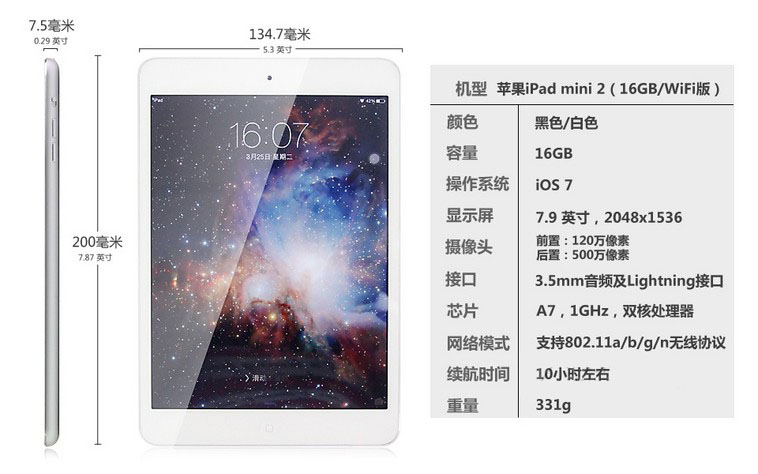 7.5毫米
0.29 英寸
134.7毫米
5.3 英寸
200毫米
7.87 英寸
iPad
42%
16:07
3月25日 星期二
> 滑动
机型 苹果iPad mini 2（16GB/WiFi版）
颜色 黑色/白色
容量 16GB
操作系统 iOS 7
显示屏 7.9 英寸，2048x1536
摄像头 前置：120万像素
后置：500万像素
接口 3.5mm音频及Lightning接口
芯片 A7，1GHz，双核处理器
网络模式 支持802.11a/b/g/n无线协议
续航时间 10小时左右
重量 331g